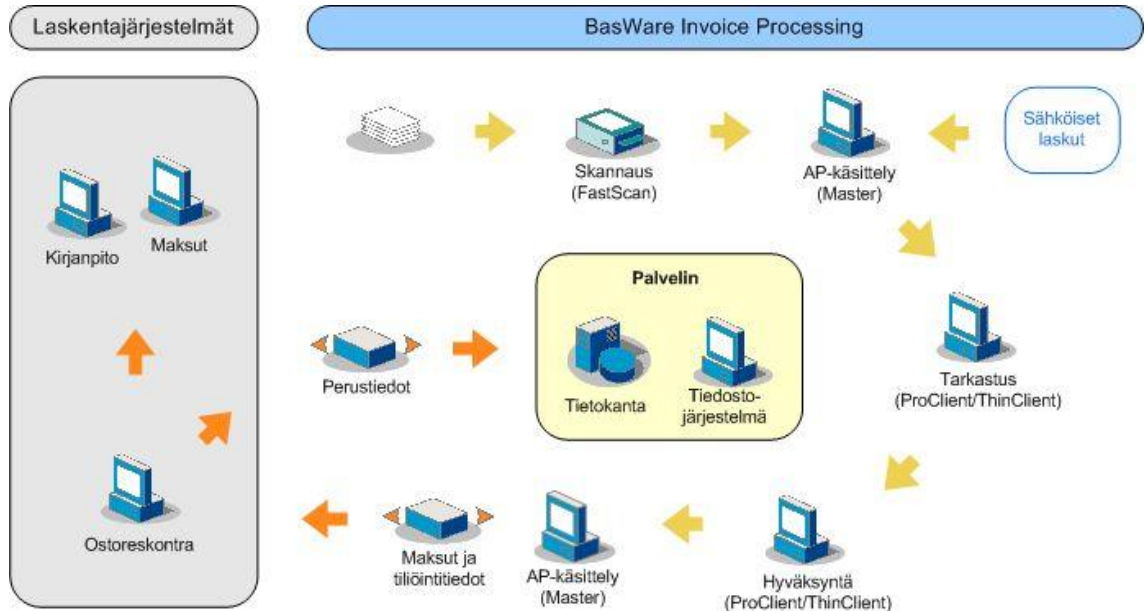 Laskentajärjestelmät
BasWare Invoice Processing
Sähköiset
laskut
Skannaus
(FastScan)
AP-käsittely
(Master)
Kirjanpito
Maksut
Palvelin
Perustiedot
Tietokanta
Tiedosto-
järjestelmä
Tarkastus
(ProClient/ThinClient)
Ostoreskontra
Maksut ja
tiliöintitiedot
AP-käsittely
(Master)
Hyväksyntä
(ProClient/ThinClient)